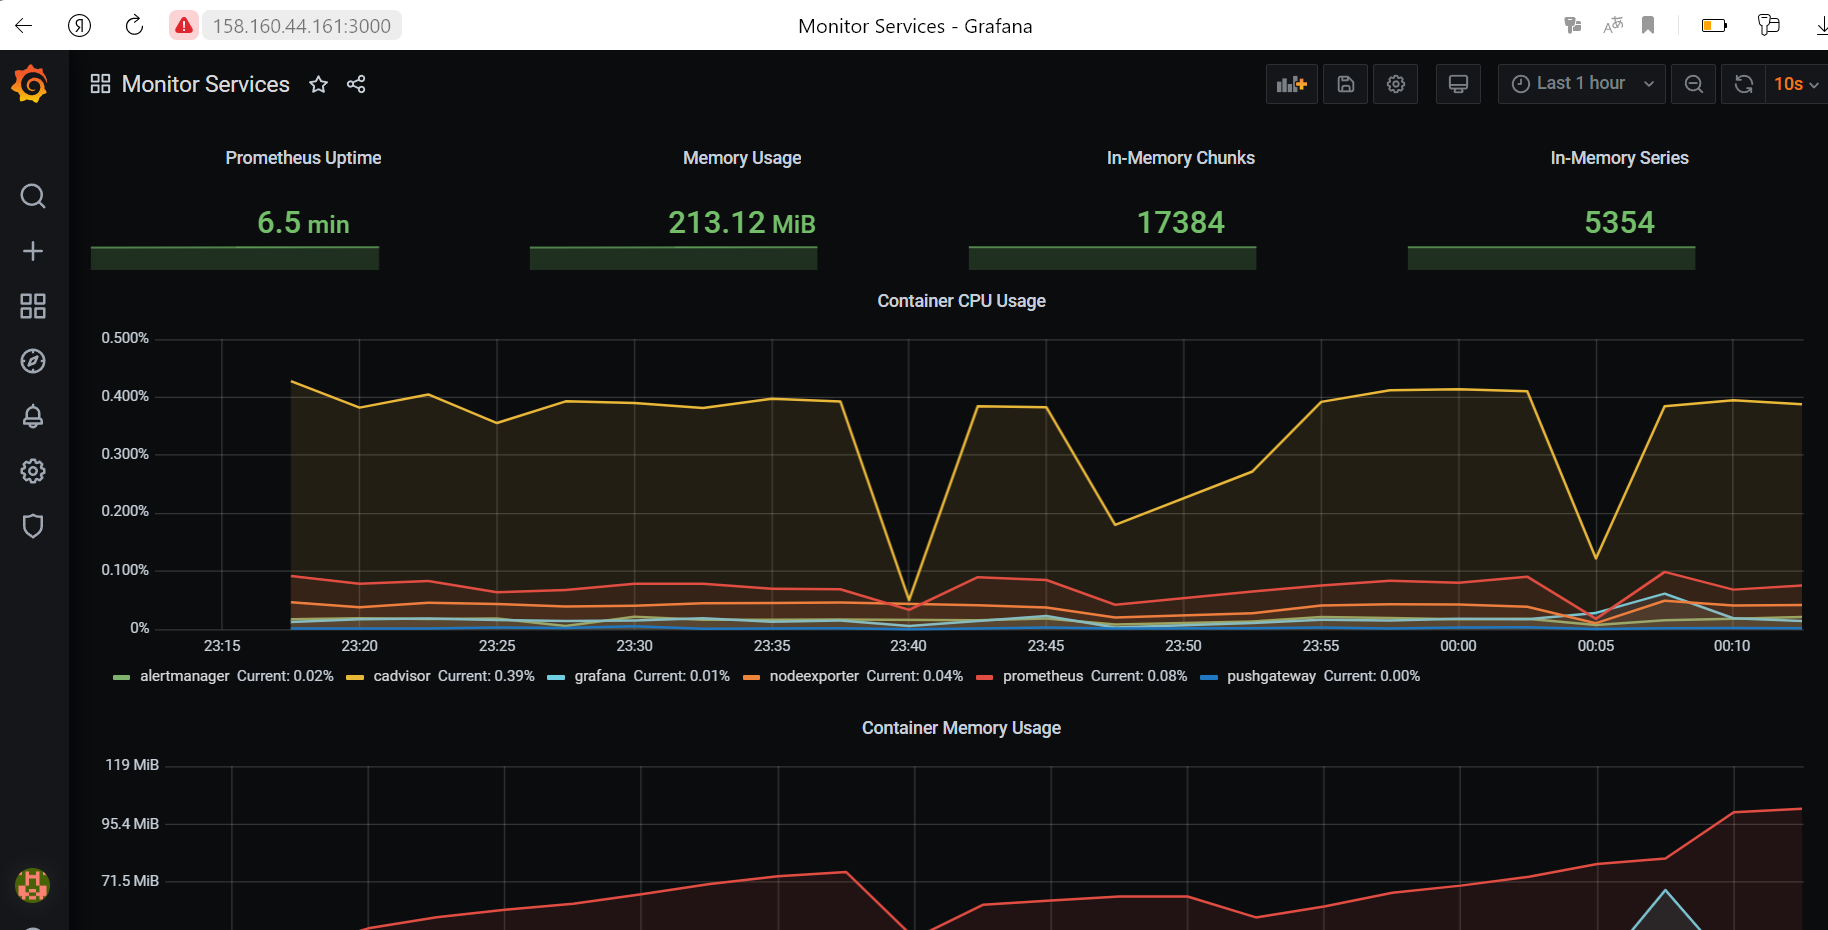 Я 158.160.44.161:3000 Monitor Services - Grafana
Monitor Services Last 1 hour 10s
Prometheus Uptime Memory Usage In-Memory Chunks In-Memory Series
6.5 min 213.12 MiB 17384 5354
Container CPU Usage
0.500%
0.400%
0.300%
0.200%
0.100%
0%
23:15 23:20 23:25 23:30 23:35 23:40 23:45 23:50 23:55 00:00 00:05 00:10
alertmanager Current: 0.02% cadvisor Current: 0.39% grafana Current: 0.01% nodeexporter Current: 0.04% prometheus Current: 0.08% pushgateway Current: 0.00%
Container Memory Usage
119 MiB
95.4 MiB
71.5 MiB